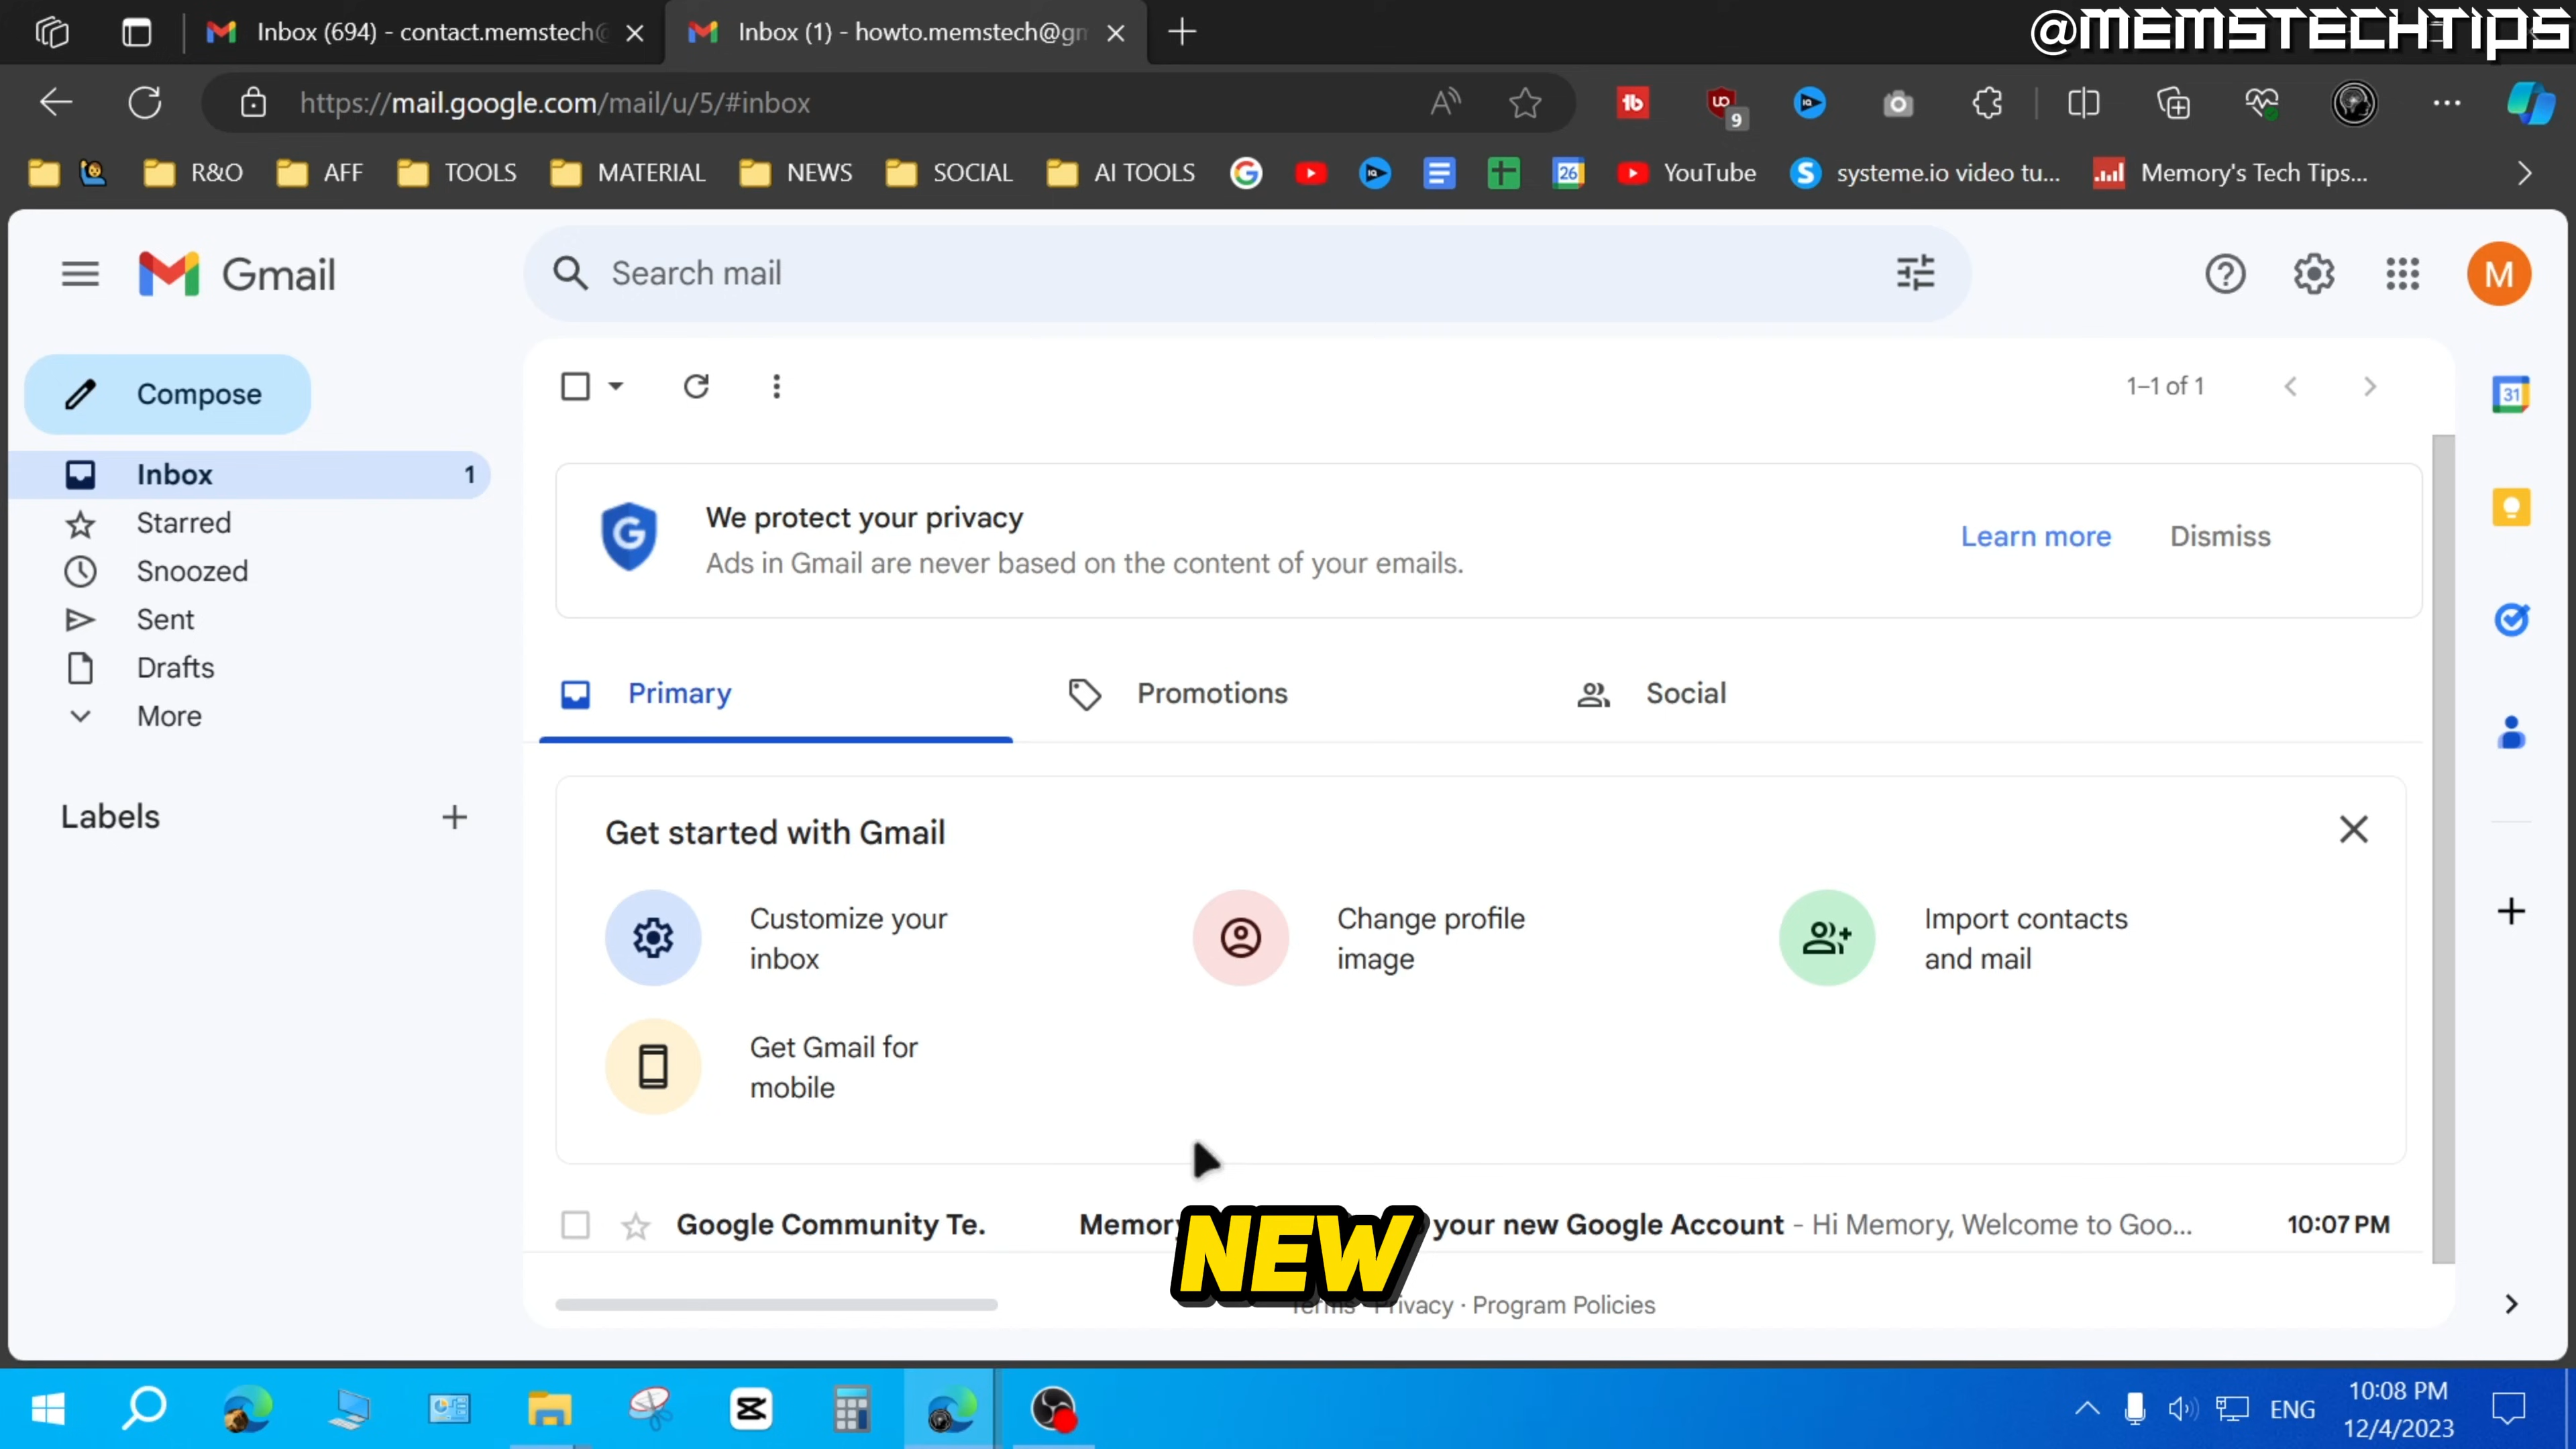 @MEMSTECHTIPS
Inbox (694) - contact.memstech@
Inbox (1) - howto.memstech@gm
https://mail.google.com/mail/u/5/#inbox
9
R&O
AFF
TOOLS
MATERIAL
NEWS
SOCIAL
AI TOOLS
26
YouTube
systeme.io video tu...
Memory's Tech Tips...
Gmail
Search mail
M
Compose
1–1 of 1
31
Inbox 1
Starred
Snoozed
Sent
Drafts
More
Labels
We protect your privacy
Ads in Gmail are never based on the content of your emails.
Learn more
Dismiss
Primary
Promotions
Social
Get started with Gmail
Customize your
inbox
Change profile
image
Import contacts
and mail
Get Gmail for
mobile
Google Community Te.
your new Google Account - Hi Memory, Welcome to Goo...
10:07 PM
NEW
Privacy · Program Policies
ENG
10:08 PM
12/4/2023